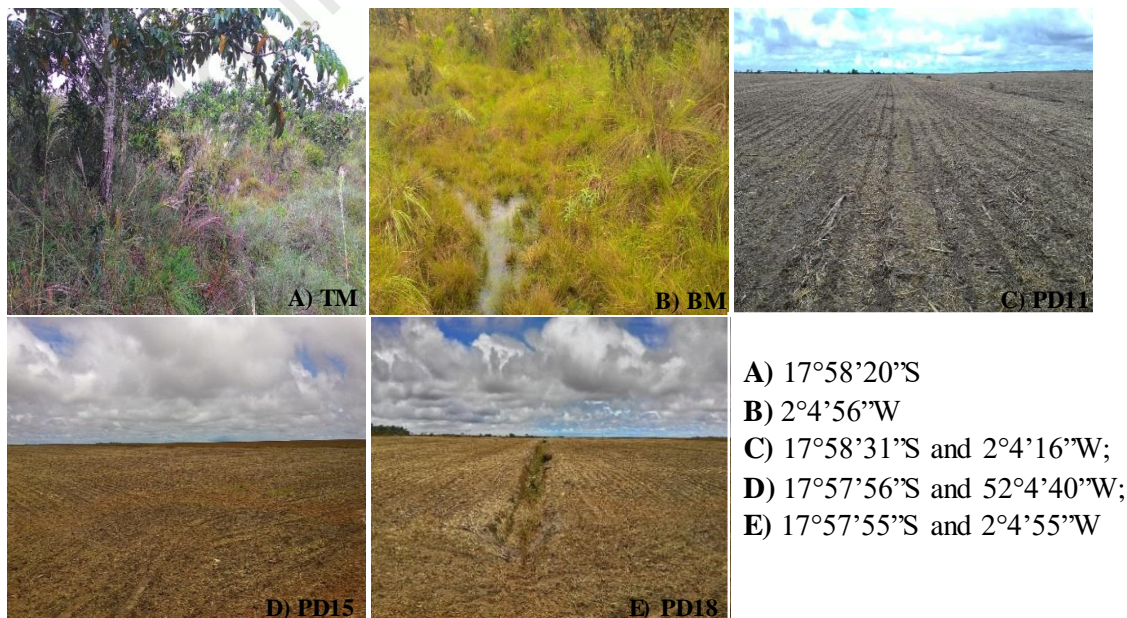 A) TM
B) BM
C) PD11
D) PD15
E) PD18
A) 17°58’20”S
B) 2°4’56”W
C) 17°58’31”S and 2°4’16”W;
D) 17°57’56”S and 52°4’40”W;
E) 17°57’55”S and 2°4’55”W